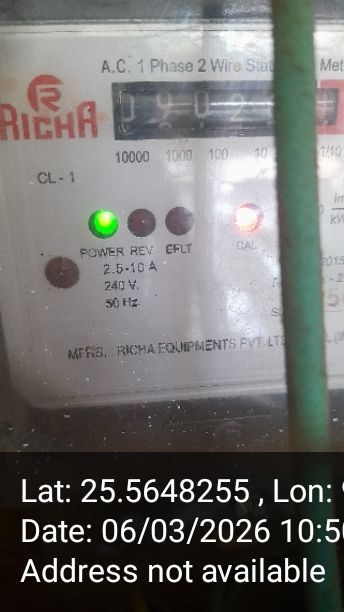 A.C. 1 Phase 2 Wire Stat
RICHA
0 9 0 2
10000 1000 100 10 1/10
CL - 1
POWER REV. EFLT CAL
2.5-10 A
240 V.
50 Hz.
MFRS. : RICHA EQUIPMENTS PVT. LT
Lat: 25.5648255 , Lon:
Date: 06/03/2026 10:50
Address not available